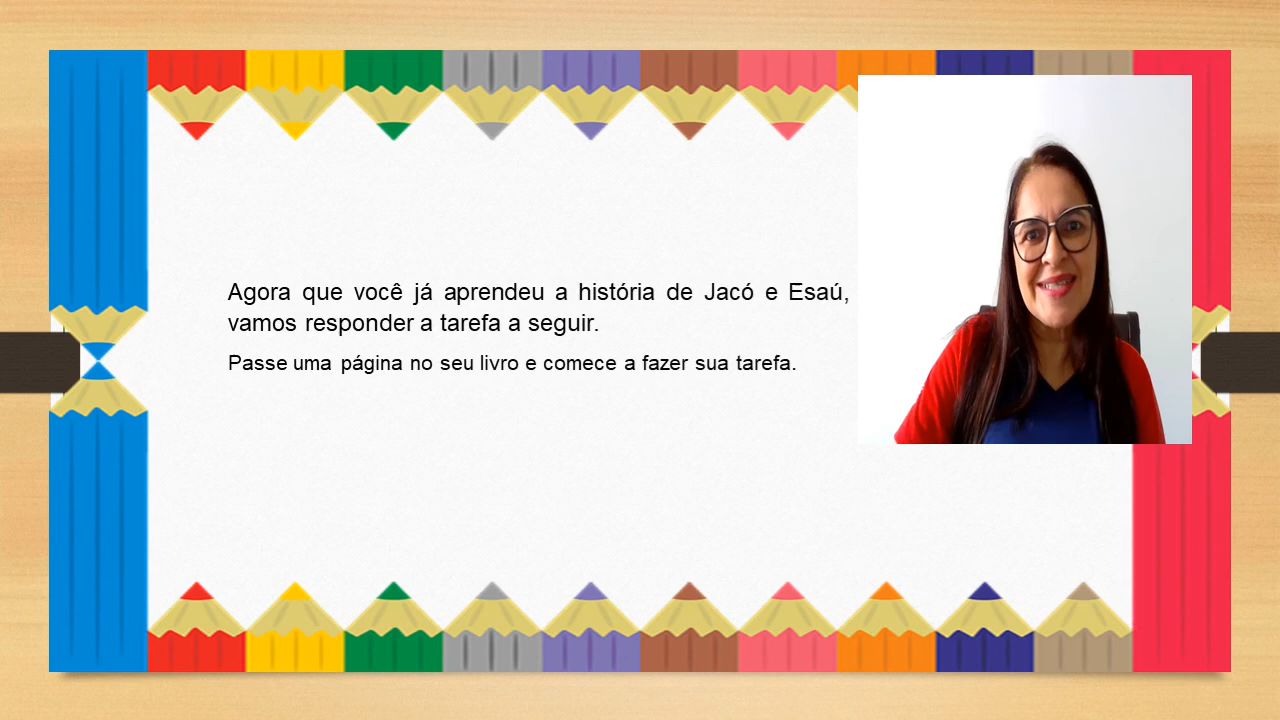 Agora que você já aprendeu a história de Jacó e Esaú,
vamos responder a tarefa a seguir.
Passe uma página no seu livro e comece a fazer sua tarefa.